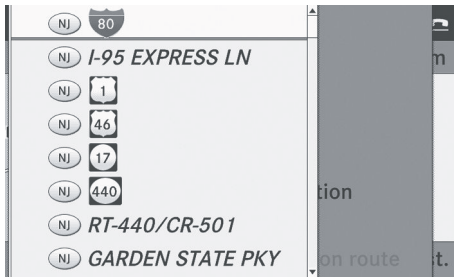 NJ 80
NJ I-95 EXPRESS LN
m
NJ 1
NJ 46
NJ 17
NJ 440
tion
NJ RT-440/CR-501
NJ GARDEN STATE PKY
on route st.